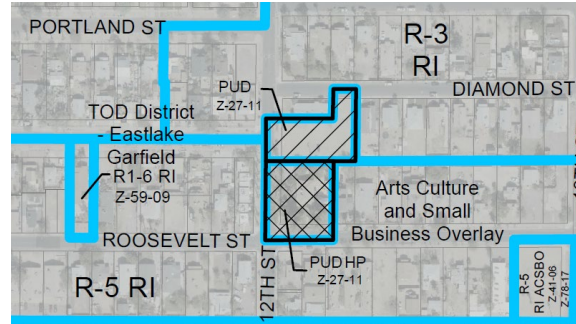 PORTLAND ST
R-3
RI
PUD
Z-27-11
DIAMOND ST
TOD District
- Eastlake
Garfield
R1-6 RI
Z-59-09
Arts Culture
and Small
Business Overlay
ROOSEVELT ST
PUD HP
Z-27-11
12TH ST
R-5 RI
R-5
RI ACSBO
Z-41-06
Z-78-17